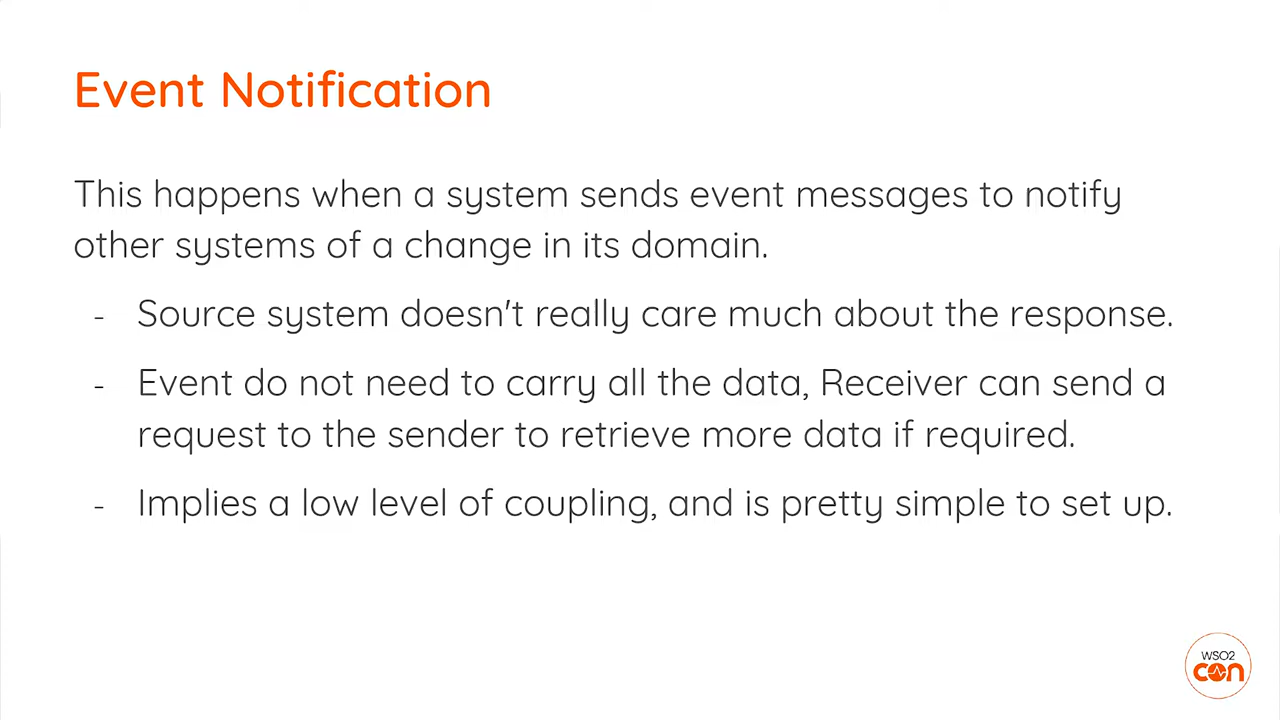 Event Notification
This happens when a system sends event messages to notify
other systems of a change in its domain.
- Source system doesn't really care much about the response.
- Event do not need to carry all the data, Receiver can send a
request to the sender to retrieve more data if required.
- Implies a low level of coupling, and is pretty simple to set up.
WSO2
con